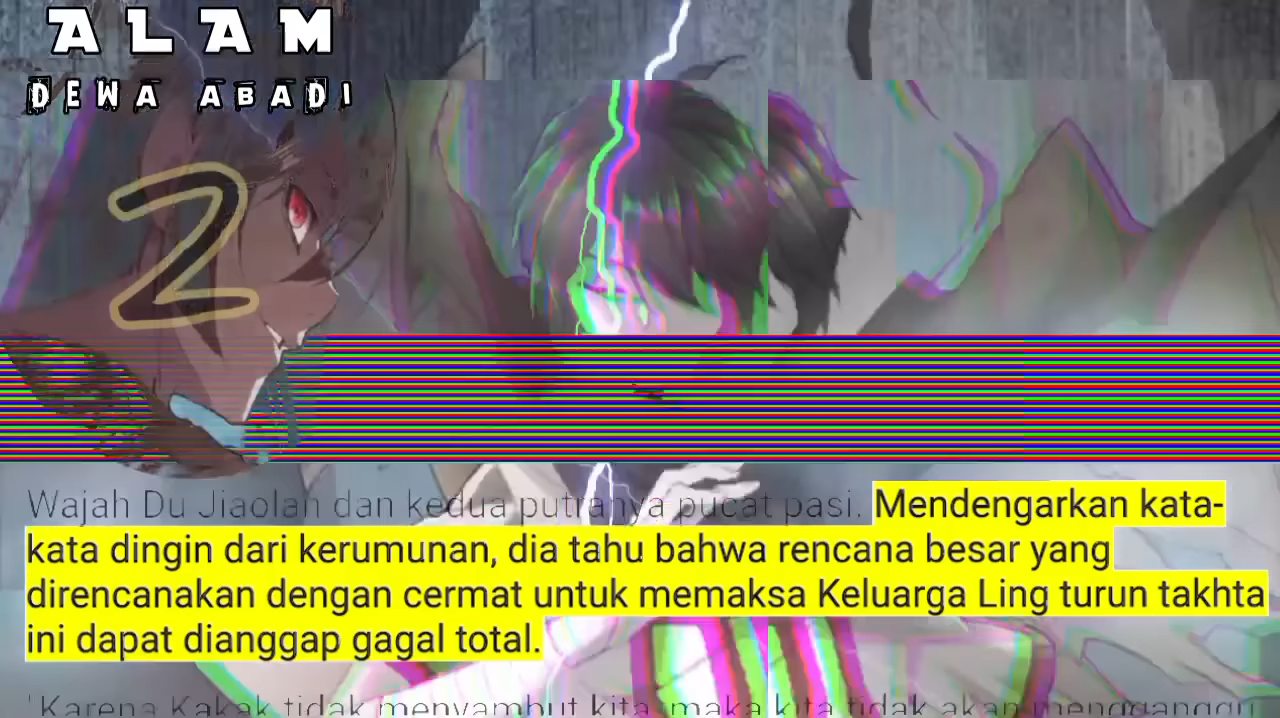 ALAM
DEWA ABADI
2
Wajah Du Jiaolan dan kedua putranya pucat pasi. Mendengarkan kata-
kata dingin dari kerumunan, dia tahu bahwa rencana besar yang
direncanakan dengan cermat untuk memaksa Keluarga Ling turun takhta
ini dapat dianggap gagal total.
'Karena Kakak tidak menyambut kita, maka kita tidak akan mengganggu